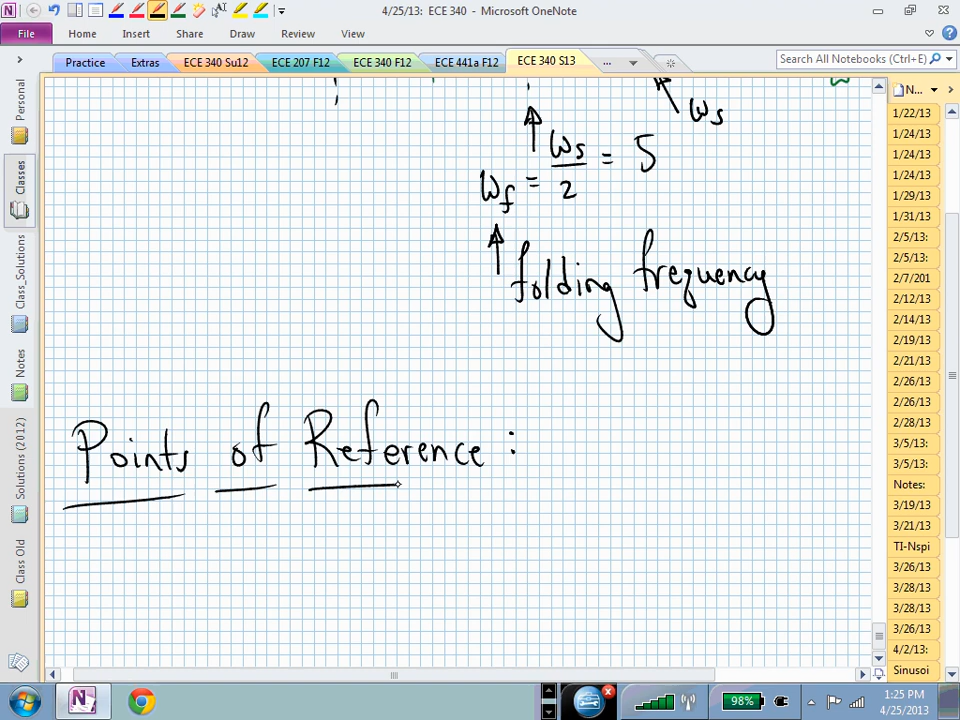 4/25/13: ECE 340 - Microsoft OneNote
File Home Insert Share Draw Review View
Practice Extras ECE 340 Su12 ECE 207 F12 ECE 340 F12 ECE 441a F12 ECE 340 S13 ... Search All Notebooks (Ctrl+E)
Personal
Classes
Class_Solutions
Notes
Solutions (2012)
Class Old
ws
wf = ws/2 = 5
folding frequency
Points of Reference :
N...
1/22/13
1/24/13
1/24/13
1/24/13
1/29/13
1/31/13
2/5/13:
2/5/13:
2/7/201
2/12/13
2/14/13
2/19/13
2/21/13
2/26/13
2/26/13
2/28/13
3/5/13:
3/5/13:
Notes:
3/19/13
3/21/13
TI-Nspi
3/26/13
3/28/13
3/28/13
3/26/13
4/2/13:
Sinusoi
98%
1:25 PM
4/25/2013